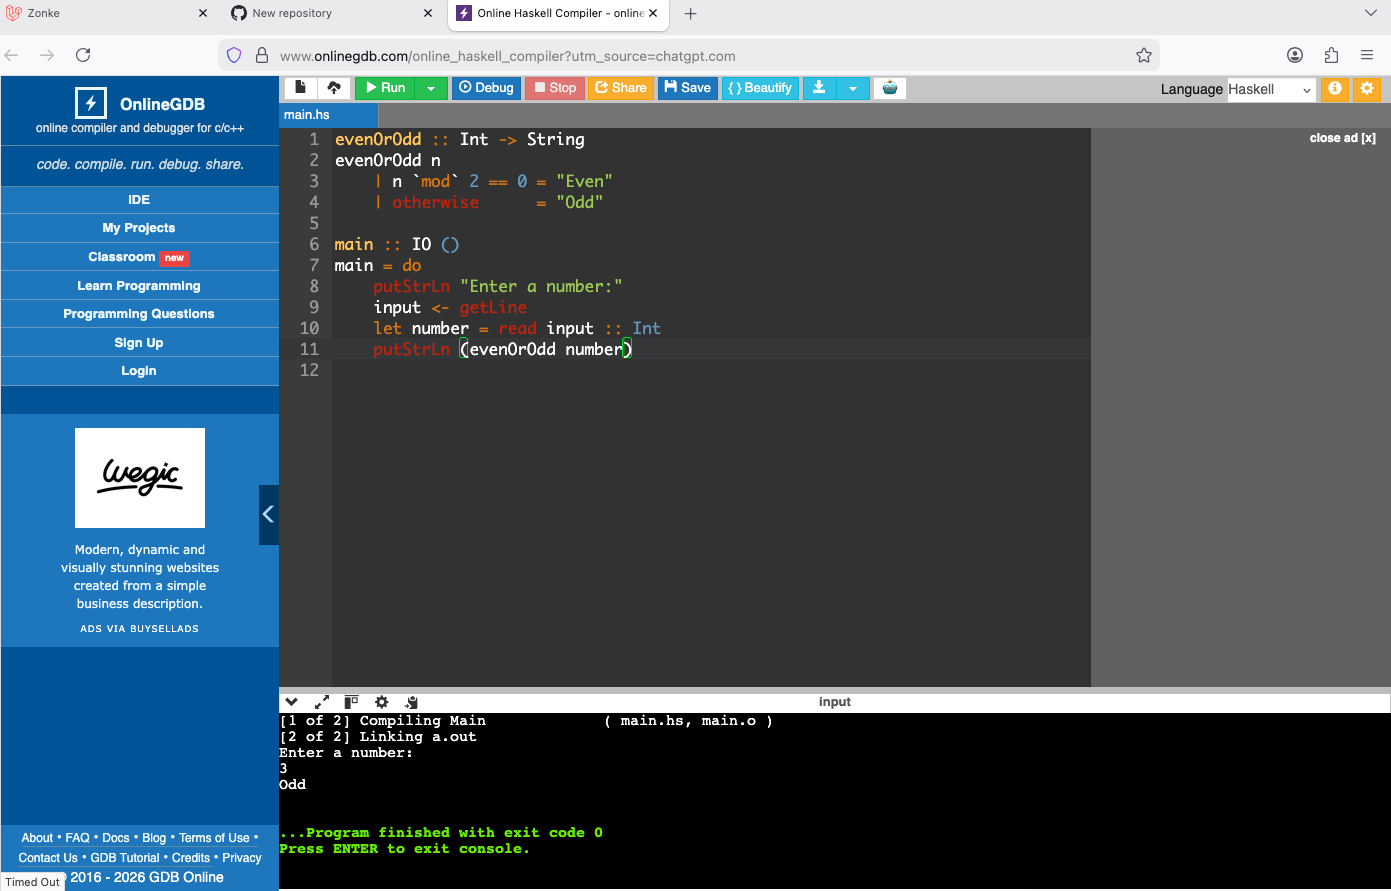 Zonke
New repository
Online Haskell Compiler - online
www.onlinegdb.com/online_haskell_compiler?utm_source=chatgpt.com
OnlineGDB
online compiler and debugger for c/c++
code. compile. run. debug. share.
IDE
My Projects
Classroom new
Learn Programming
Programming Questions
Sign Up
Login
wegic
Modern, dynamic and
visually stunning websites
created from a simple
business description.
ADS VIA BUYSELLADS
About • FAQ • Docs • Blog • Terms of Use •
Contact Us • GDB Tutorial • Credits • Privacy
2016 - 2026 GDB Online
Timed Out
Run Debug Stop Share Save { } Beautify
Language Haskell
main.hs
close ad [x]
1 evenOrOdd :: Int -> String
2 evenOrOdd n
3     | n `mod` 2 == 0 = "Even"
4     | otherwise      = "Odd"
5
6 main :: IO ()
7 main = do
8     putStrLn "Enter a number:"
9     input <- getLine
10     let number = read input :: Int
11     putStrLn (evenOrOdd number)
12
input
[1 of 2] Compiling Main             ( main.hs, main.o )
[2 of 2] Linking a.out
Enter a number:
3
Odd
...Program finished with exit code 0
Press ENTER to exit console.